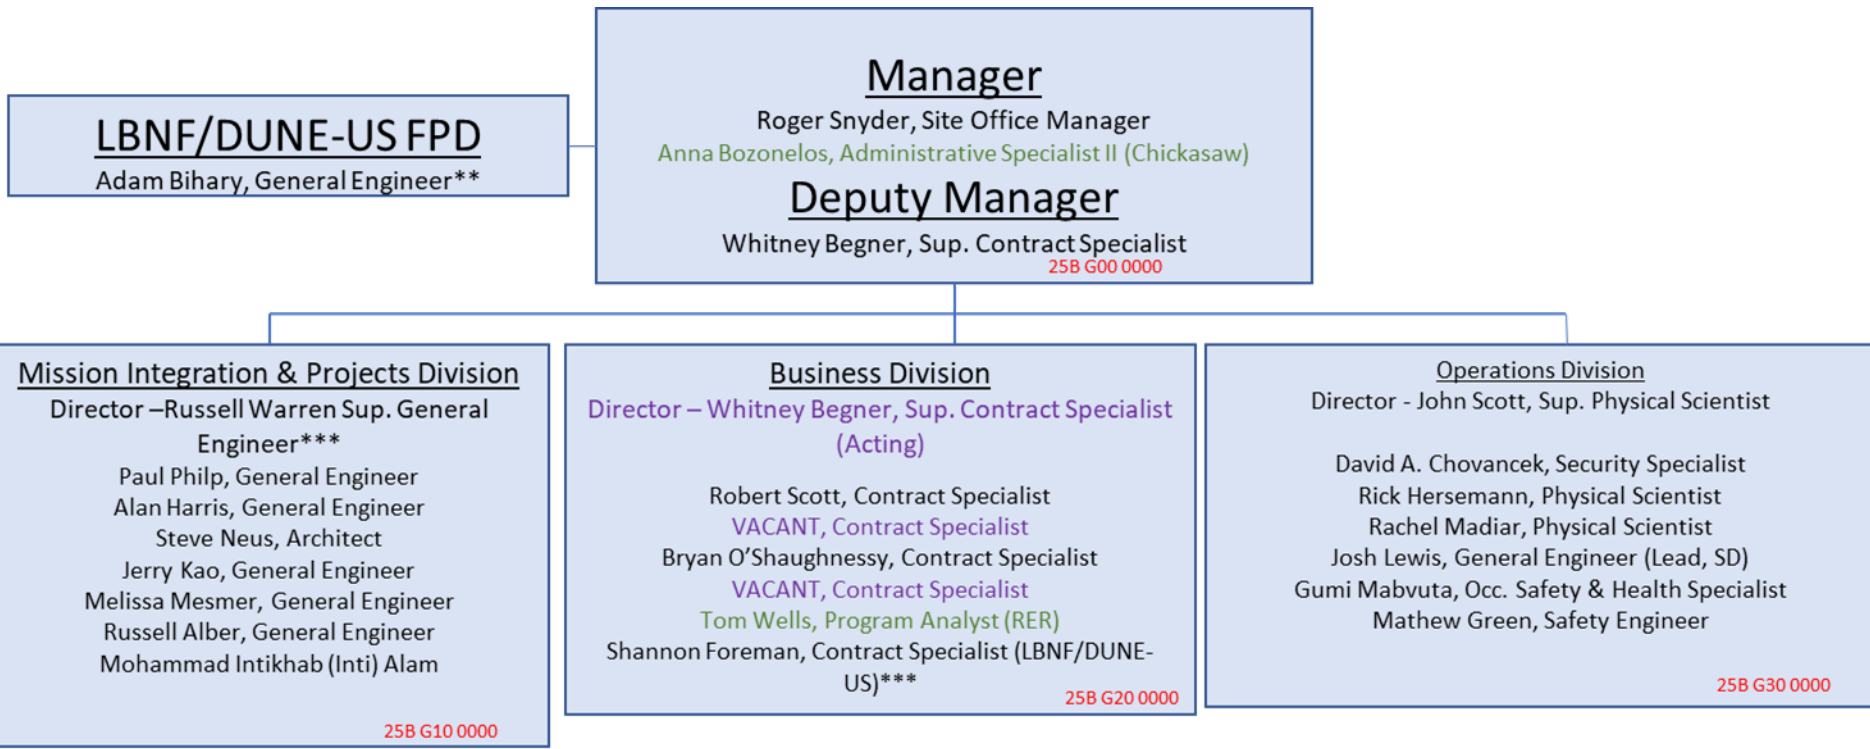 LBNF/DUNE-US FPD
Adam Bihary, General Engineer**
Manager
Roger Snyder, Site Office Manager
Anna Bozonelos, Administrative Specialist II (Chickasaw)
Deputy Manager
Whitney Begner, Sup. Contract Specialist
25B G00 0000
Mission Integration & Projects Division
Director –Russell Warren Sup. General
Engineer***
Paul Philp, General Engineer
Alan Harris, General Engineer
Steve Neus, Architect
Jerry Kao, General Engineer
Melissa Mesmer, General Engineer
Russell Alber, General Engineer
Mohammad Intikhab (Inti) Alam
25B G10 0000
Business Division
Director – Whitney Begner, Sup. Contract Specialist
(Acting)
Robert Scott, Contract Specialist
VACANT, Contract Specialist
Bryan O’Shaughnessy, Contract Specialist
VACANT, Contract Specialist
Tom Wells, Program Analyst (RER)
Shannon Foreman, Contract Specialist (LBNF/DUNE-
US)***
25B G20 0000
Operations Division
Director - John Scott, Sup. Physical Scientist
David A. Chovancek, Security Specialist
Rick Hersemann, Physical Scientist
Rachel Madiar, Physical Scientist
Josh Lewis, General Engineer (Lead, SD)
Gumi Mabvuta, Occ. Safety & Health Specialist
Mathew Green, Safety Engineer
25B G30 0000